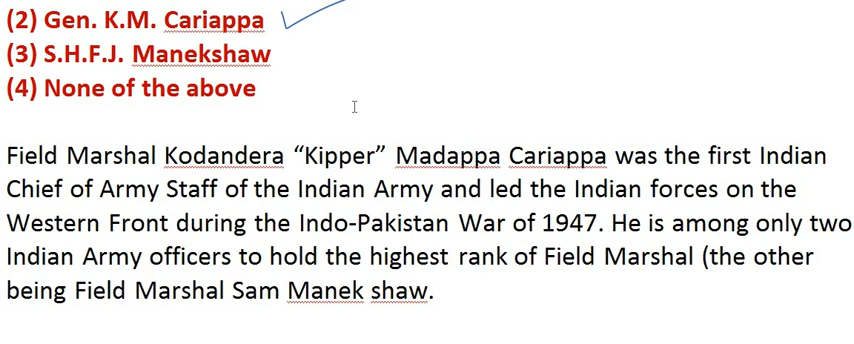 (2) Gen. K.M. Cariappa
(3) S.H.F.J. Manekshaw
(4) None of the above
Field Marshal Kodandera “Kipper” Madappa Cariappa was the first Indian
Chief of Army Staff of the Indian Army and led the Indian forces on the
Western Front during the Indo-Pakistan War of 1947. He is among only two
Indian Army officers to hold the highest rank of Field Marshal (the other
being Field Marshal Sam Manek shaw.